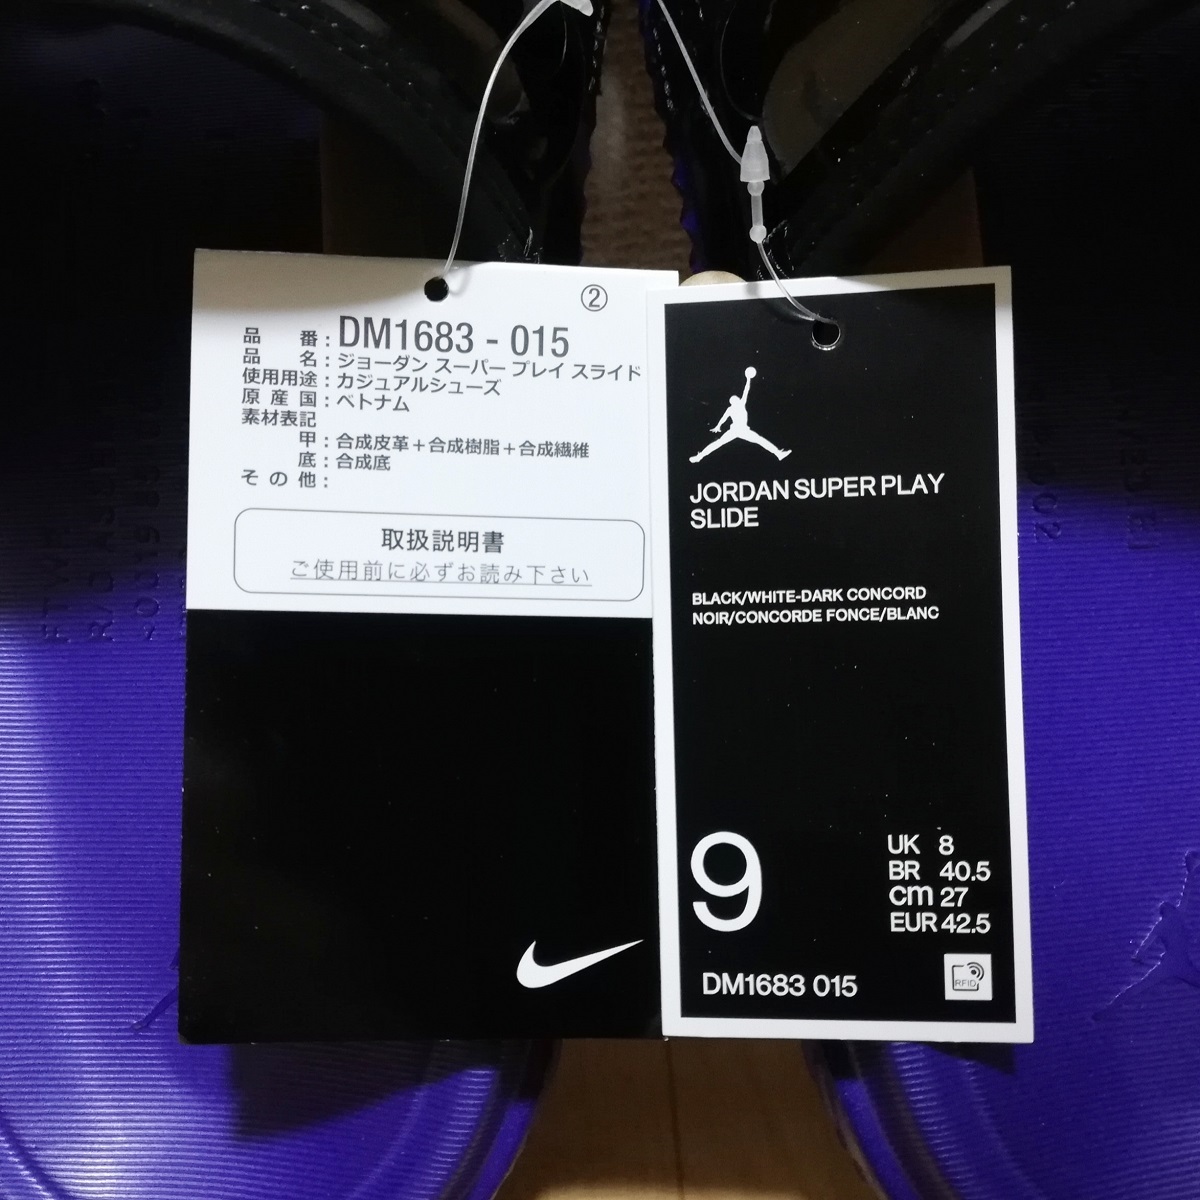 ②
品 番 : DM1683 - 015
品 名 : ジョーダン スーパー プレイ スライド
使用用途 : カジュアルシューズ
原 産 国 : ベトナム
素材表記
甲 : 合成皮革+合成樹脂+合成繊維
底 : 合成底
そ の 他 :
取扱説明書
ご使用前に必ずお読み下さい
JORDAN SUPER PLAY
SLIDE
BLACK/WHITE-DARK CONCORD
NOIR/CONCORDE FONCE/BLANC
9
UK 8
BR 40.5
cm 27
EUR 42.5
DM1683 015
RFID